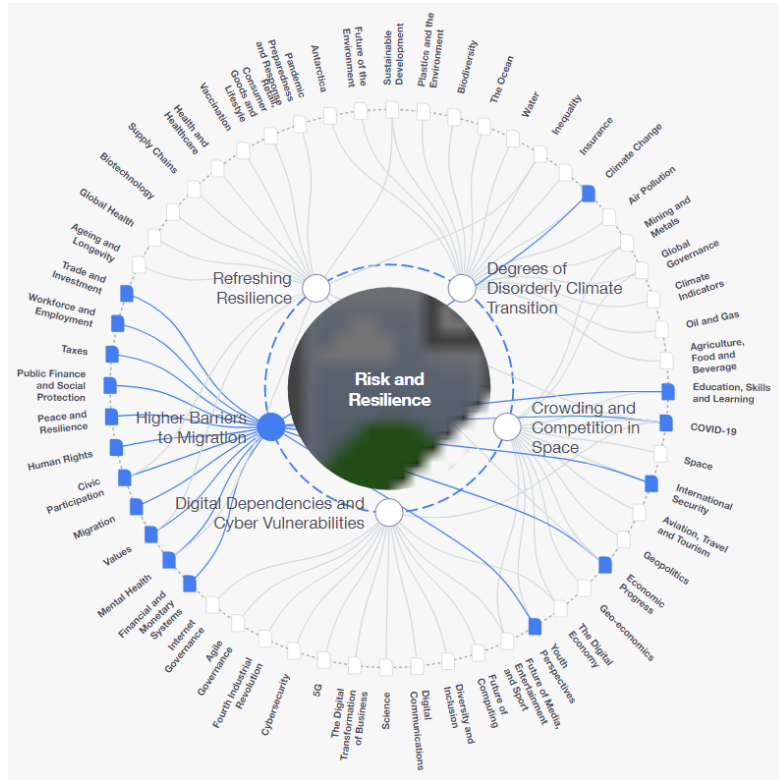 Risk and
Resilience
Refreshing
Resilience
Degrees of
Disorderly Climate
Transition
Crowding and
Competition in
Space
Digital Dependencies and
Cyber Vulnerabilities
Higher Barriers
to Migration
Sustainable
Development
Plastics and the
Environment
Biodiversity
The Ocean
Water
Inequality
Insurance
Climate Change
Air Pollution
Mining and
Metals
Global
Governance
Climate
Indicators
Oil and Gas
Agriculture,
Food and
Beverage
Education, Skills
and Learning
COVID-19
Space
International
Security
Aviation, Travel
and Tourism
Geopolitics
Economic
Progress
Geo-economics
The Digital
Economy
Youth
Perspectives
Future of Media,
Entertainment
and Sport
Future of
Computing
Diversity and
Inclusion
Digital
Communications
Science
The Digital
Transformation
of Business
5G
Cybersecurity
Fourth Industrial
Revolution
Agile
Governance
Internet
Governance
Financial and
Monetary
Systems
Mental Health
Values
Migration
Civic
Participation
Human Rights
Peace and
Resilience
Public Finance
and Social
Protection
Taxes
Workforce and
Employment
Trade and
Investment
Ageing and
Longevity
Global Health
Biotechnology
Supply Chains
Health and
Healthcare
Vaccination
Retail,
Consumer
Goods and
Lifestyle
Pandemic
Preparedness
and Response
Antarctica
Future of the
Environment